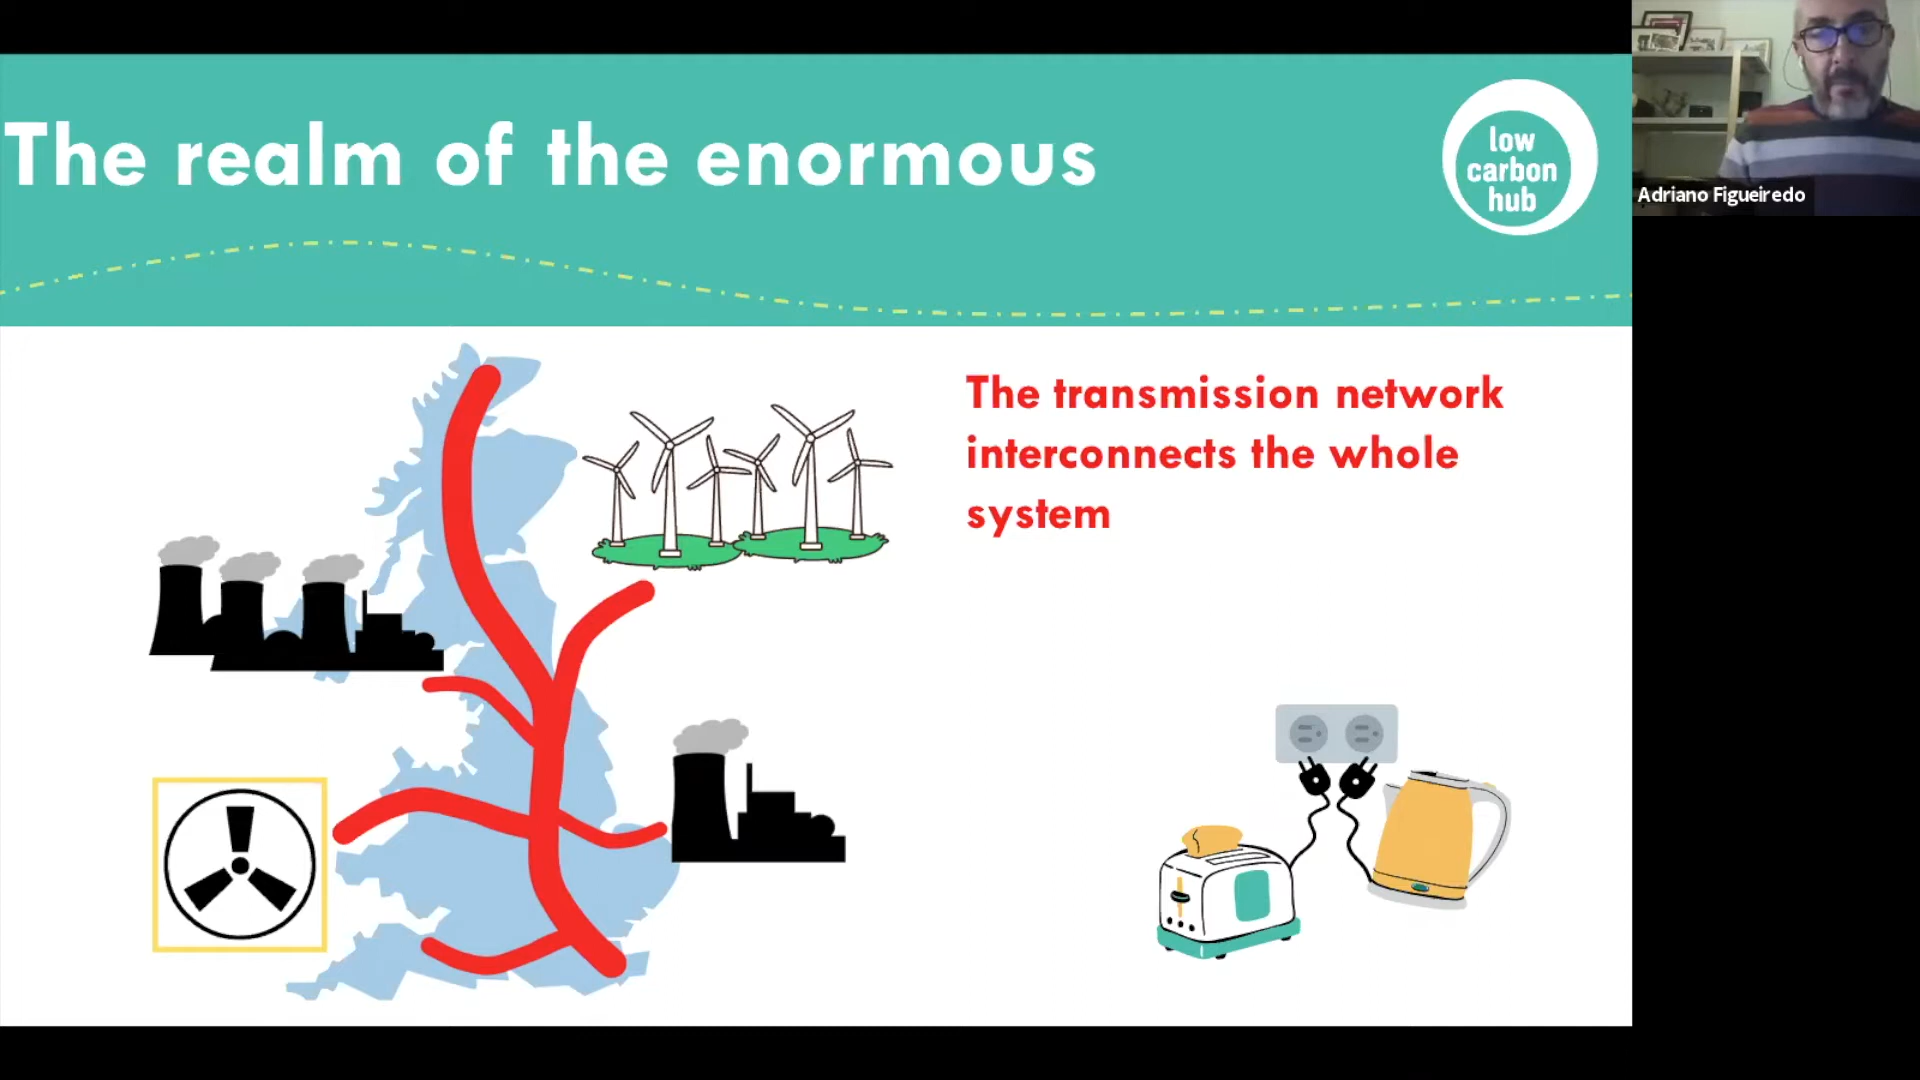 The realm of the enormous
low
carbon
hub
Adriano Figueiredo
The transmission network
interconnects the whole
system